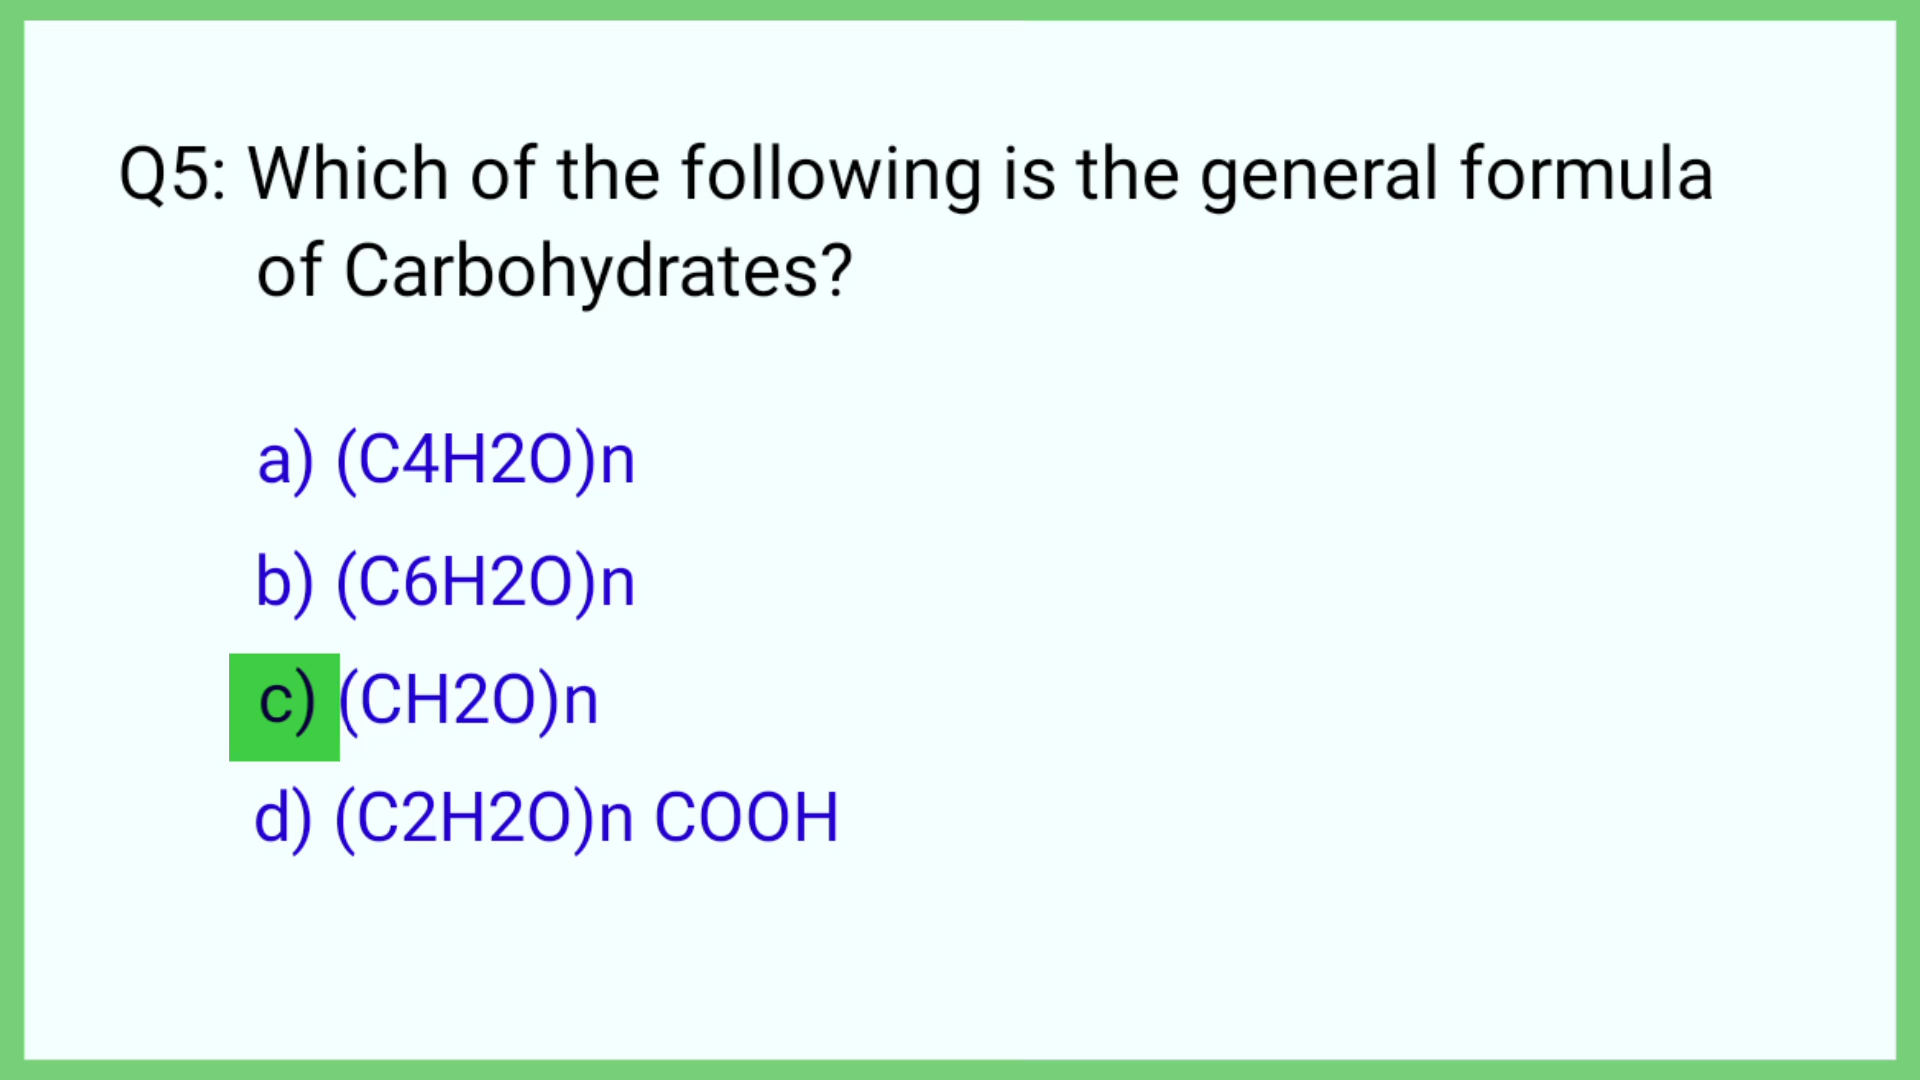 Q5: Which of the following is the general formula
of Carbohydrates?
a) (C4H2O)n
b) (C6H2O)n
c) (CH2O)n
d) (C2H2O)n COOH